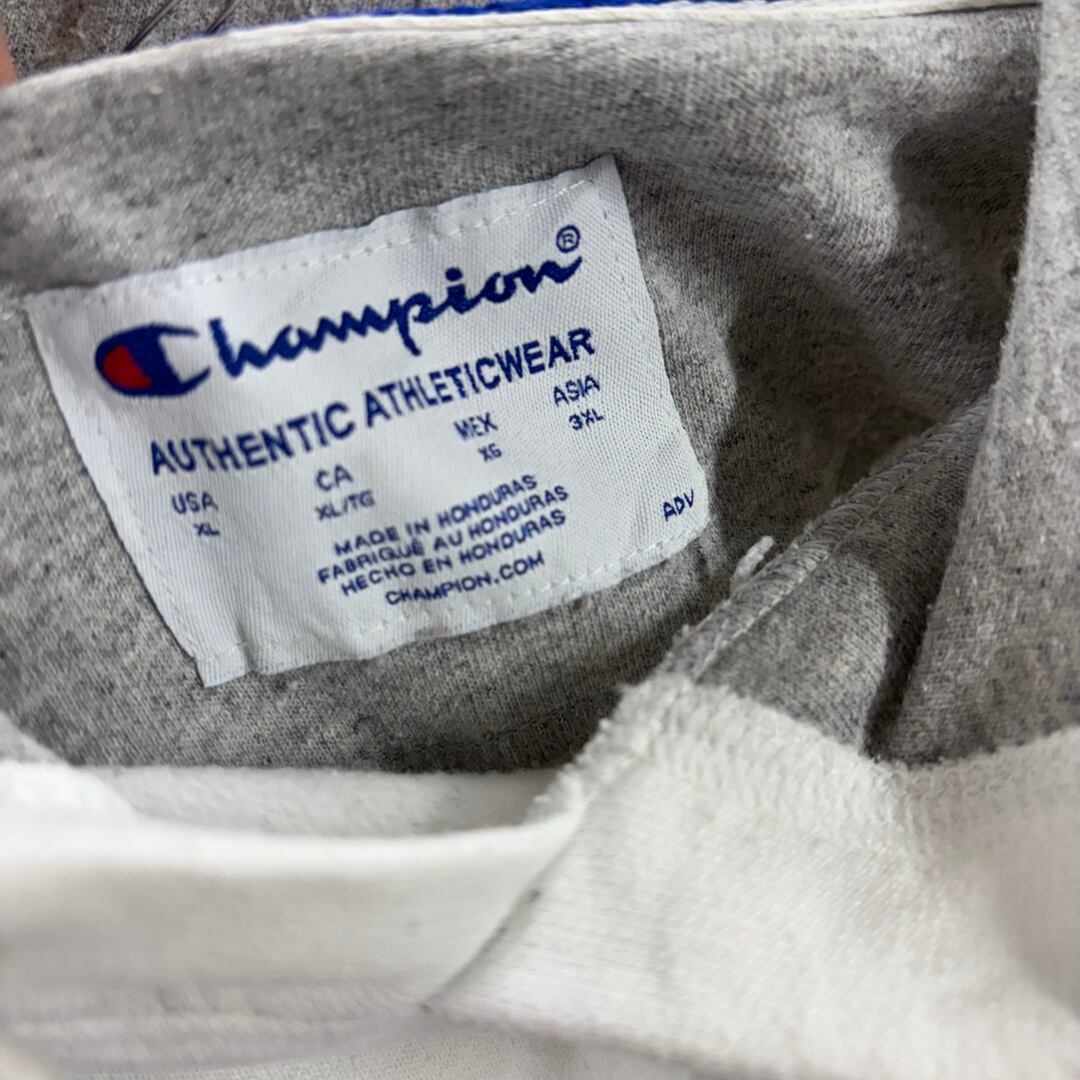 Champion®
AUTHENTIC ATHLETICWEAR
USA CA MEX ASIA
XL XL/TG XG 3XL
MADE IN HONDURAS
FABRIQUÉ AU HONDURAS
HECHO EN HONDURAS
CHAMPION.COM
ADV